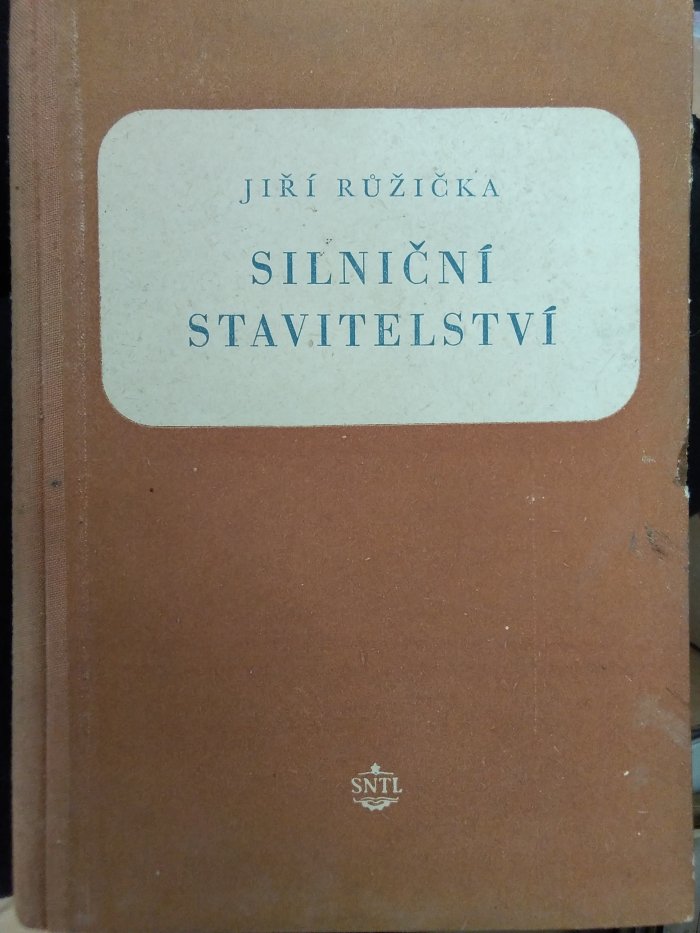 JIŘÍ RŮŽIČKA
SILNIČNÍ
STAVITELSTVÍ
SNTL